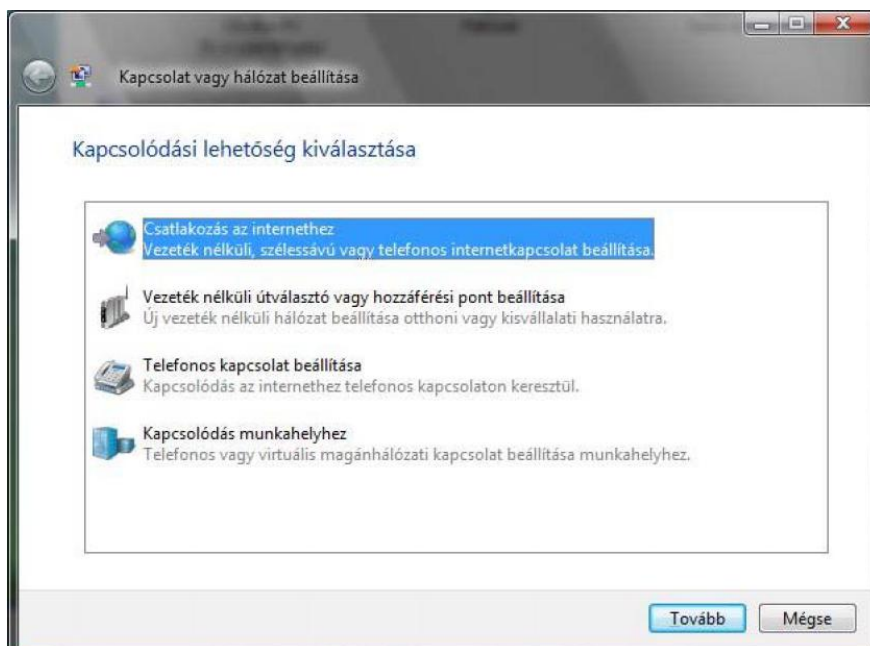 Kapcsolat vagy hálózat beállítása
Kapcsolódási lehetőség kiválasztása
Csatlakozás az internethez
Vezeték nélküli, szélessávú vagy telefonos internetkapcsolat beállítása.
Vezeték nélküli útválasztó vagy hozzáférési pont beállítása
Új vezeték nélküli hálózat beállítása otthoni vagy kisvállalati használatra.
Telefonos kapcsolat beállítása
Kapcsolódás az internethez telefonos kapcsolaton keresztül.
Kapcsolódás munkahelyhez
Telefonos vagy virtuális magánhálózati kapcsolat beállítása munkahelyhez.
Tovább
Mégse